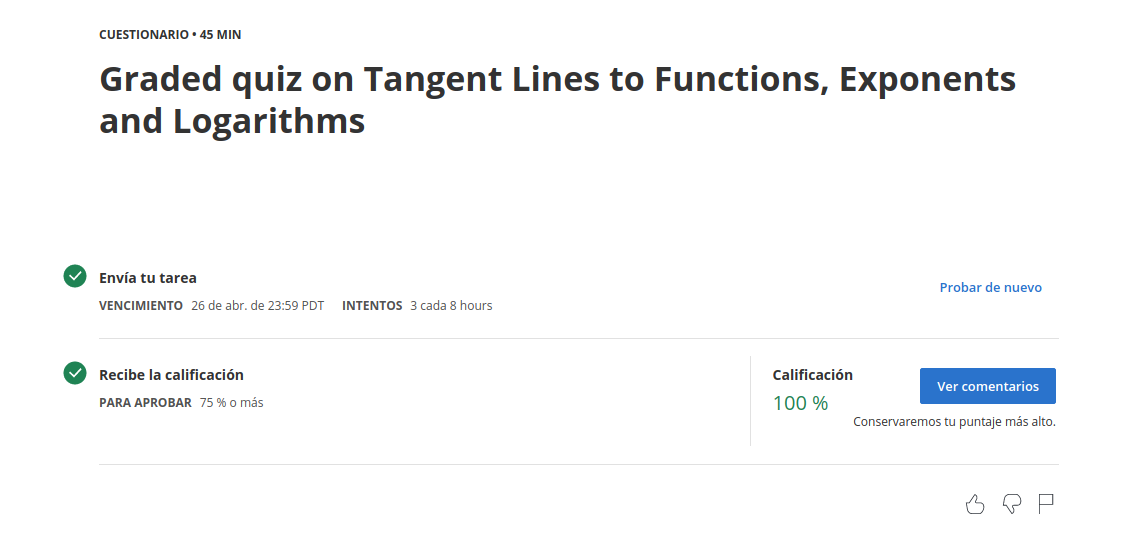 CUESTIONARIO • 45 MIN
Graded quiz on Tangent Lines to Functions, Exponents
and Logarithms
Envía tu tarea
VENCIMIENTO 26 de abr. de 23:59 PDT INTENTOS 3 cada 8 hours
Probar de nuevo
Recibe la calificación
PARA APROBAR 75 % o más
Calificación
100 %
Ver comentarios
Conservaremos tu puntaje más alto.